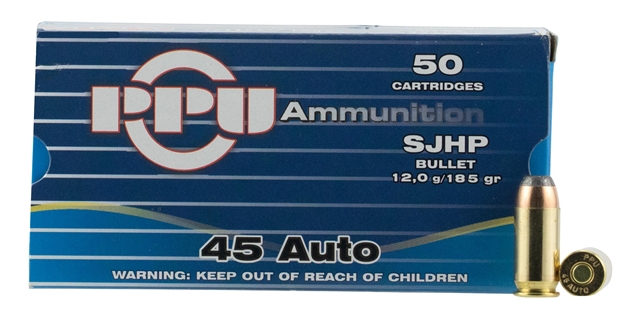 50
CARTRIDGES
PPU Ammunition
SJHP
BULLET
12,0 g/185 gr
45 Auto
WARNING: KEEP OUT OF REACH OF CHILDREN
PPU
45 AUTO